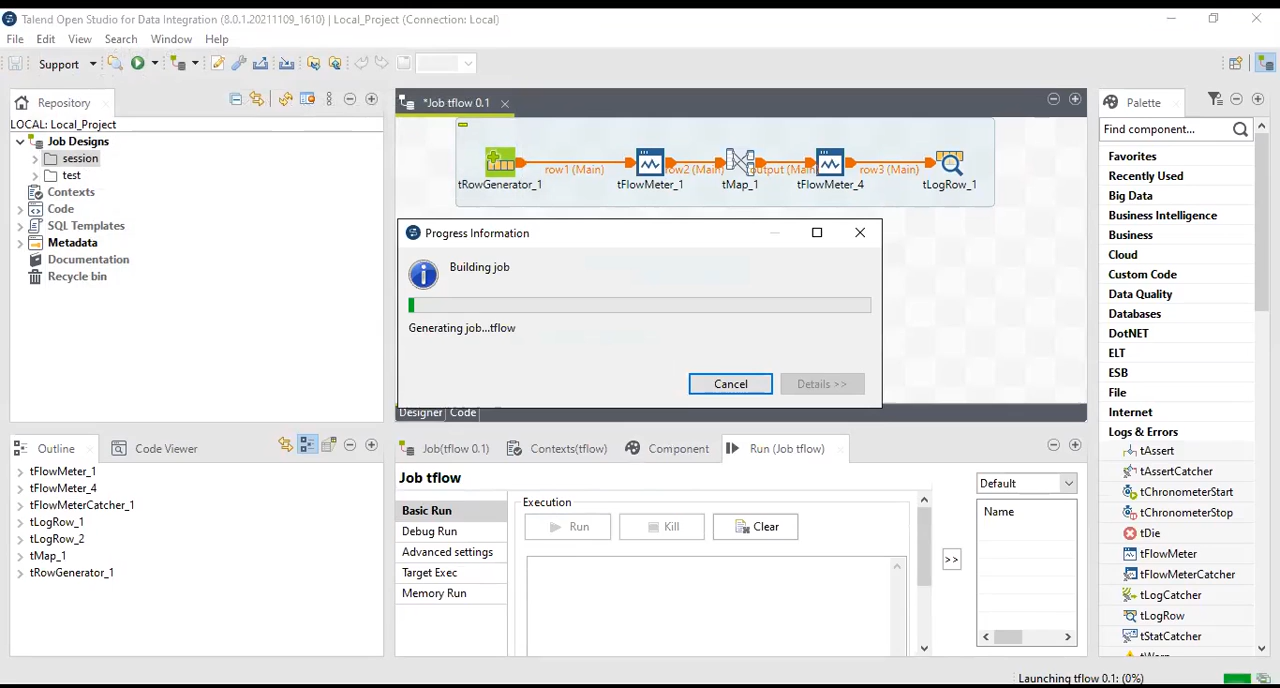 Talend Open Studio for Data Integration (8.0.1.20211109_1610) | Local_Project (Connection: Local)
File Edit View Search Window Help
Support
Repository
LOCAL: Local_Project
Job Designs
session
test
Contexts
Code
SQL Templates
Metadata
Documentation
Recycle bin
*Job tflow 0.1
row1 (Main) row2 (Main) output (Main) row3 (Main)
tRowGenerator_1 tFlowMeter_1 tMap_1 tFlowMeter_4 tLogRow_1
Progress Information
Building job
Generating job...tflow
Cancel Details >>
Designer Code
Palette
Find component...
Favorites
Recently Used
Big Data
Business Intelligence
Business
Cloud
Custom Code
Data Quality
Databases
DotNET
ELT
ESB
File
Internet
Logs & Errors
tAssert
tAssertCatcher
tChronometerStart
tChronometerStop
tDie
tFlowMeter
tFlowMeterCatcher
tLogCatcher
tLogRow
tStatCatcher
Outline Code Viewer
tFlowMeter_1
tFlowMeter_4
tFlowMeterCatcher_1
tLogRow_1
tLogRow_2
tMap_1
tRowGenerator_1
Job(tflow 0.1) Contexts(tflow) Component Run (Job tflow)
Job tflow
Basic Run
Debug Run
Advanced settings
Target Exec
Memory Run
Execution
Run Kill Clear
>>
Default
Name
Launching tflow 0.1: (0%)